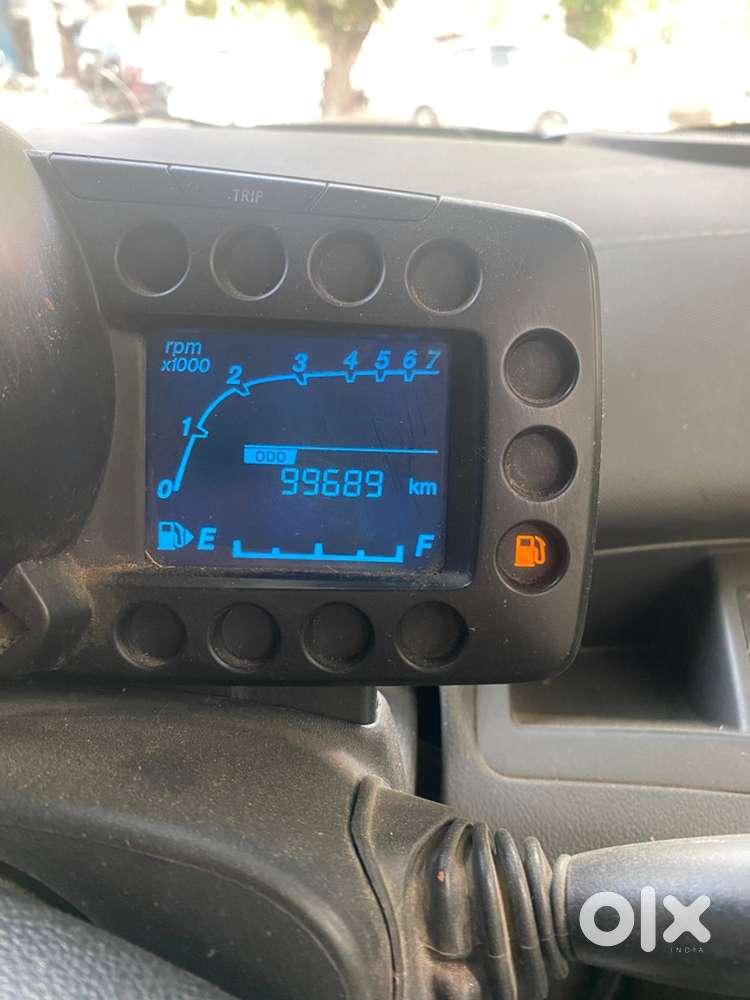 TRIP
rpm
x1000
0 1 2 3 4 5 6 7
ODO
99689 km
E F
olx
INDIA